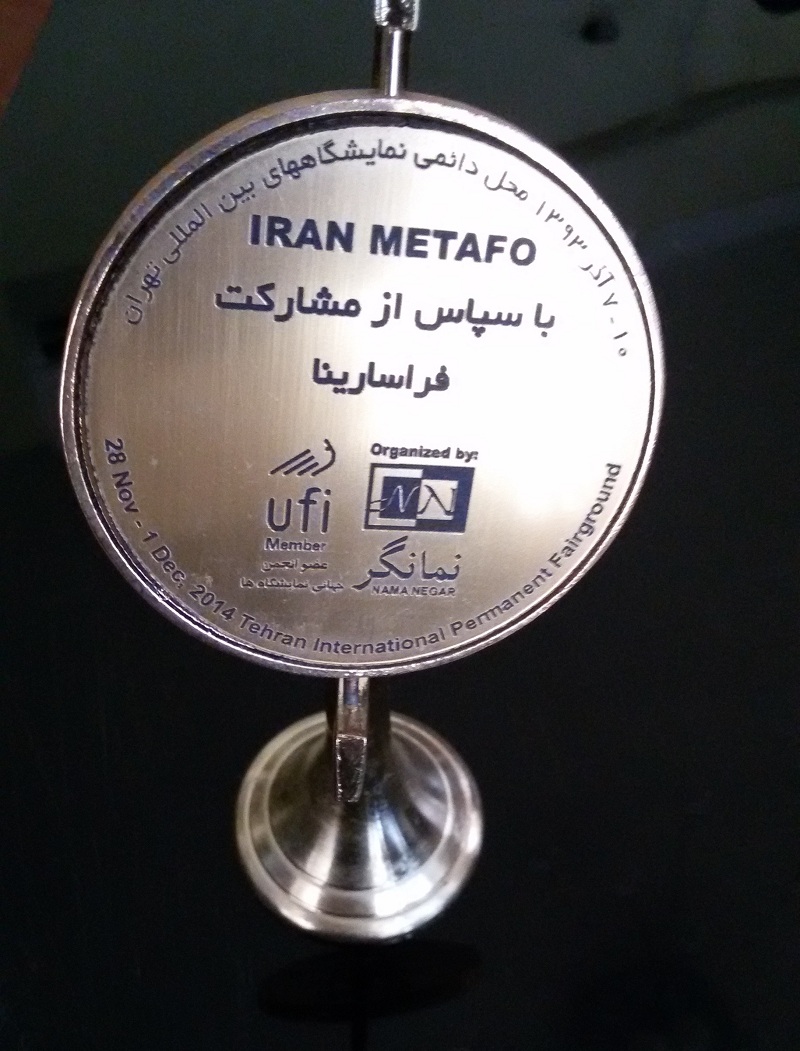 ۷ - ۱۰ آذر ۱۳۹۳ محل دائمی نمایشگاههای بین المللی تهران
IRAN METAFO
با سپاس از مشارکت
فراسارینا
Organized by:
NN
نمانگر
NAMA NEGAR
ufi
Member
عضو انجمن
جهانی نمایشگاه ها
28 Nov - 1 Dec, 2014 Tehran International Permanent Fairground